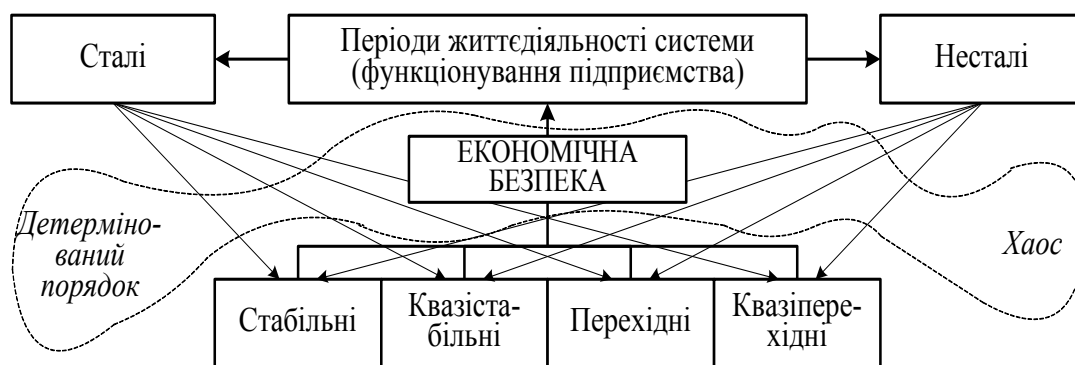 Сталі
Періоди життєдіяльності системи
(функціонування підприємства)
Несталі
ЕКОНОМІЧНА
БЕЗПЕКА
Детерміно-
ваний
порядок
Хаос
Стабільні
Квазіста-
більні
Перехідні
Квазіпере-
хідні